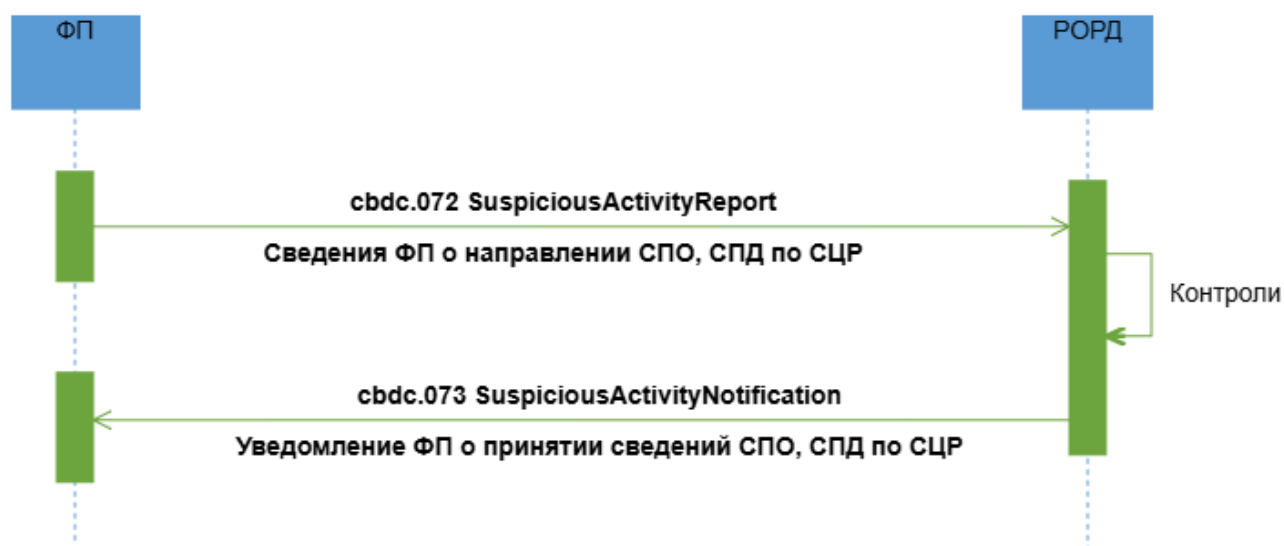 ФП
РОРД
cbdc.072 SuspiciousActivityReport
Сведения ФП о направлении СПО, СПД по СЦР
Контроли
cbdc.073 SuspiciousActivityNotification
Уведомление ФП о принятии сведений СПО, СПД по СЦР